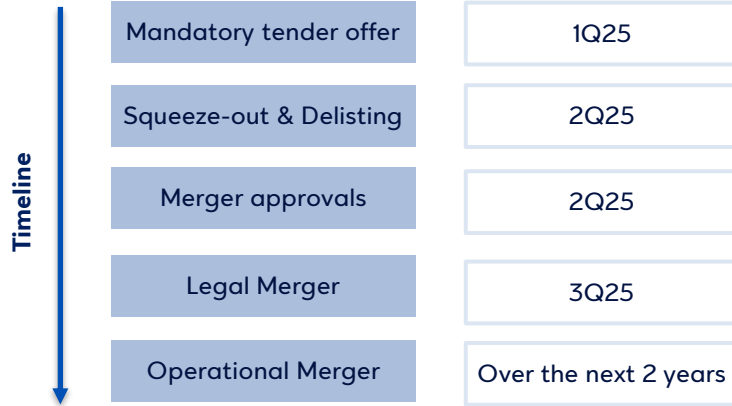 Timeline
Mandatory tender offer
1Q25
Squeeze-out & Delisting
2Q25
Merger approvals
2Q25
Legal Merger
3Q25
Operational Merger
Over the next 2 years